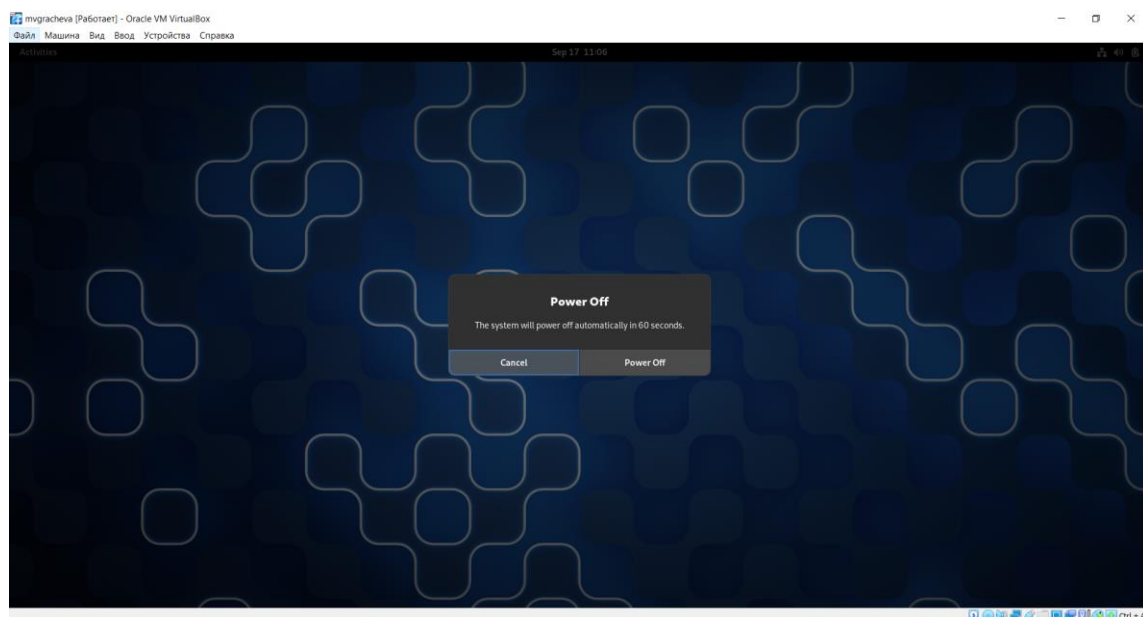 mvgracheva [Работает] - Oracle VM VirtualBox
Файл Машина Вид Ввод Устройства Справка
Activities Sep 17 11:06
Power Off
The system will power off automatically in 60 seconds.
Cancel Power Off
Ctrl +